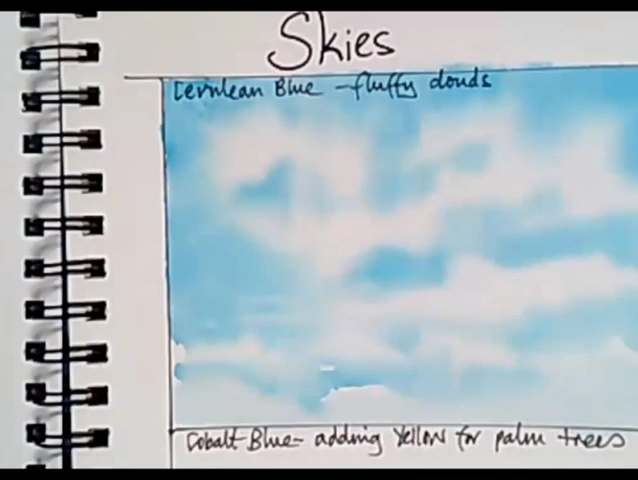 Skies
Cerulean Blue - fluffy clouds
Cobalt Blue - adding Yellow for palm trees